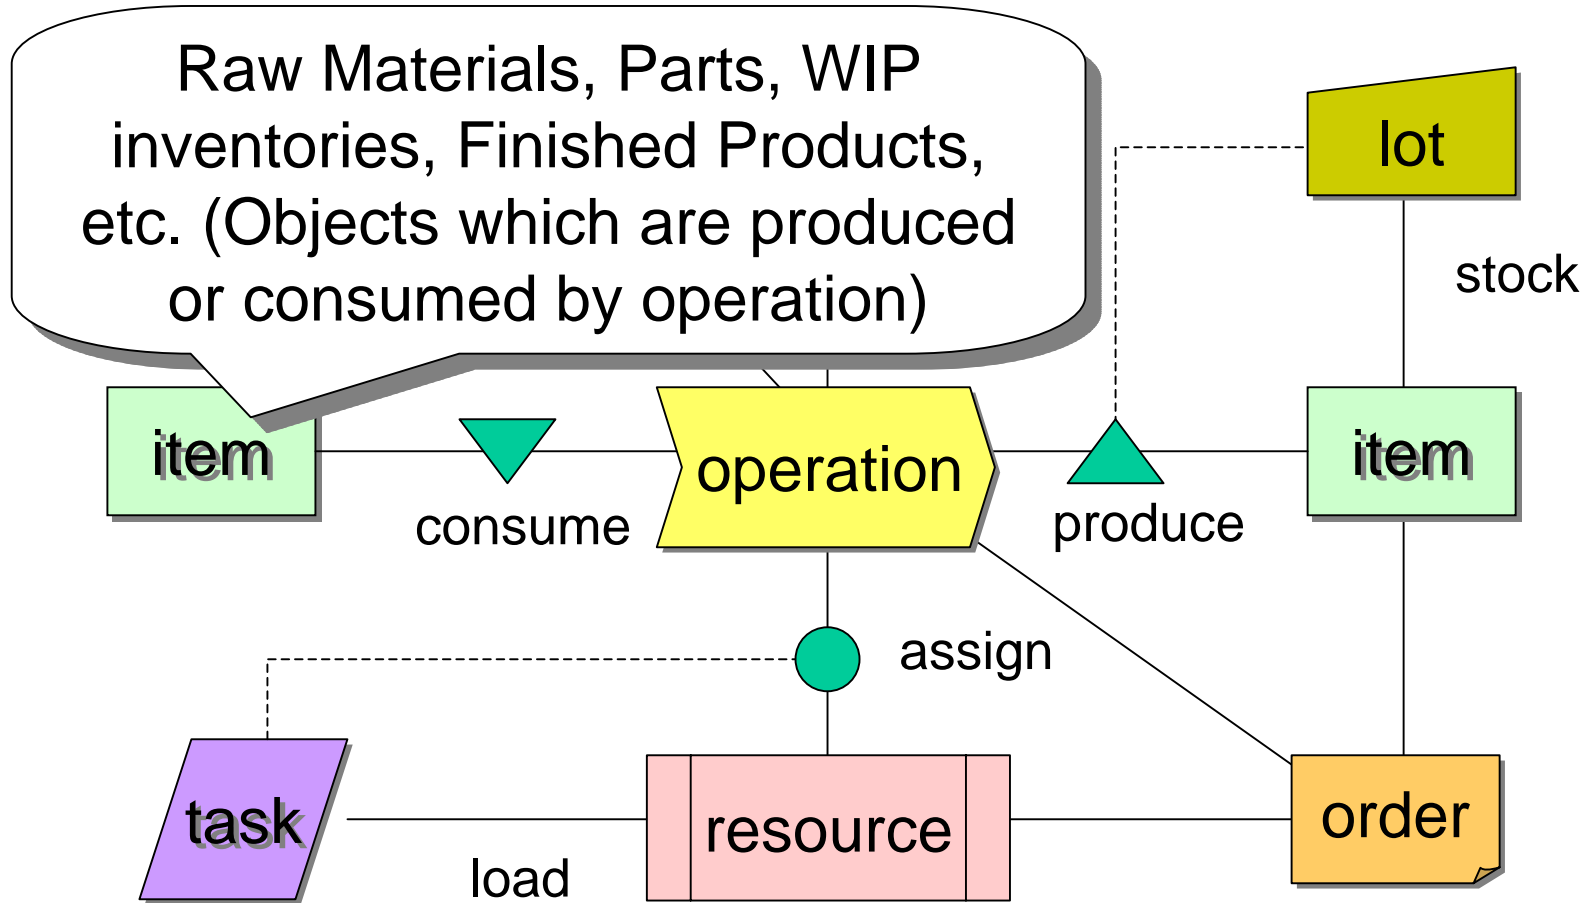 Raw Materials, Parts, WIP
inventories, Finished Products,
etc. (Objects which are produced
or consumed by operation)
lot
stock
item
consume
operation
produce
item
assign
task
load
resource
order